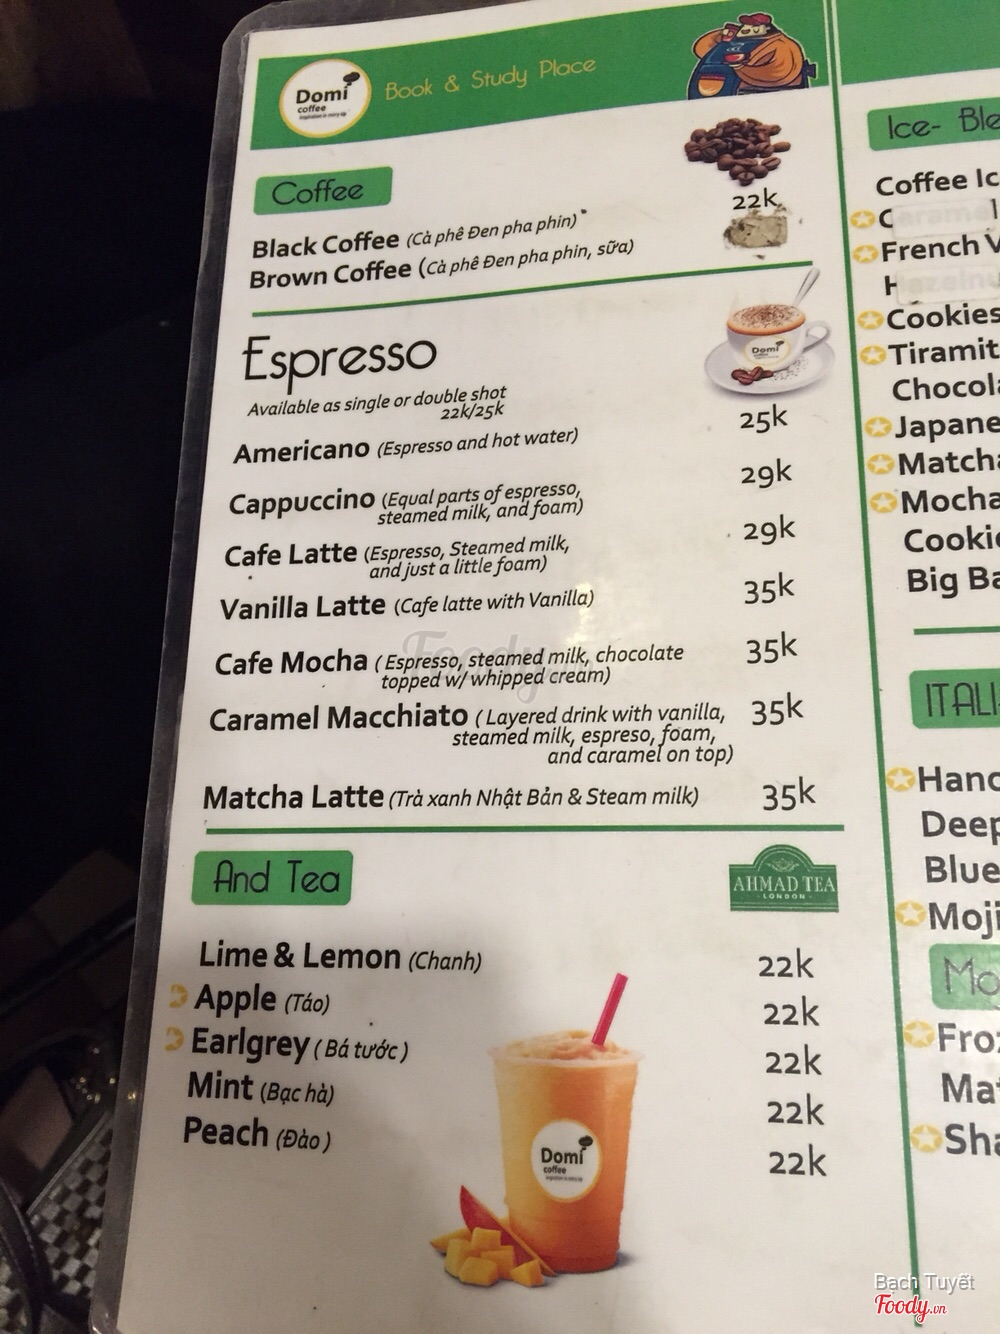 Domi
coffee
Book & Study Place
Coffee
22k
Black Coffee (Cà phê Đen pha phin)
Brown Coffee (Cà phê Đen pha phin, sữa)
Espresso
Domi
Available as single or double shot
22k/25k
Americano (Espresso and hot water) 25k
Cappuccino (Equal parts of espresso, 29k
steamed milk, and foam)
Cafe Latte (Espresso, Steamed milk, 29k
and just a little foam)
Vanilla Latte (Cafe latte with Vanilla) 35k
Cafe Mocha ( Espresso, steamed milk, chocolate 35k
topped w/ whipped cream)
Caramel Macchiato ( Layered drink with vanilla, 35k
steamed milk, espreso, foam,
and caramel on top)
Matcha Latte (Trà xanh Nhật Bản & Steam milk) 35k
And Tea
AHMAD TEA
LONDON
Lime & Lemon (Chanh) 22k
Apple (Táo) 22k
Earlgrey ( Bá tước ) 22k
Mint (Bạc hà) 22k
Peach (Đào ) 22k
Domi
coffee
Ice- Ble
Coffee Ic
French V
Cookies
Tiramit
Chocola
Japane
Matcha
Mocha
Cookie
Big Ba
ITALI
Hand
Deep
Blue
Moji
Mo
Froz
Mat
Sha
Foody
Bạch Tuyết
Foody.vn